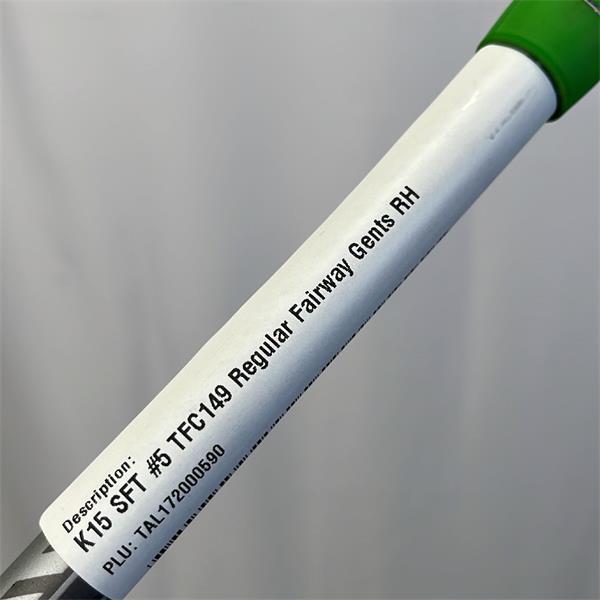 Description:
K15 SFT #5 TFC149 Regular Fairway Gents RH
PLU: TAL172000590